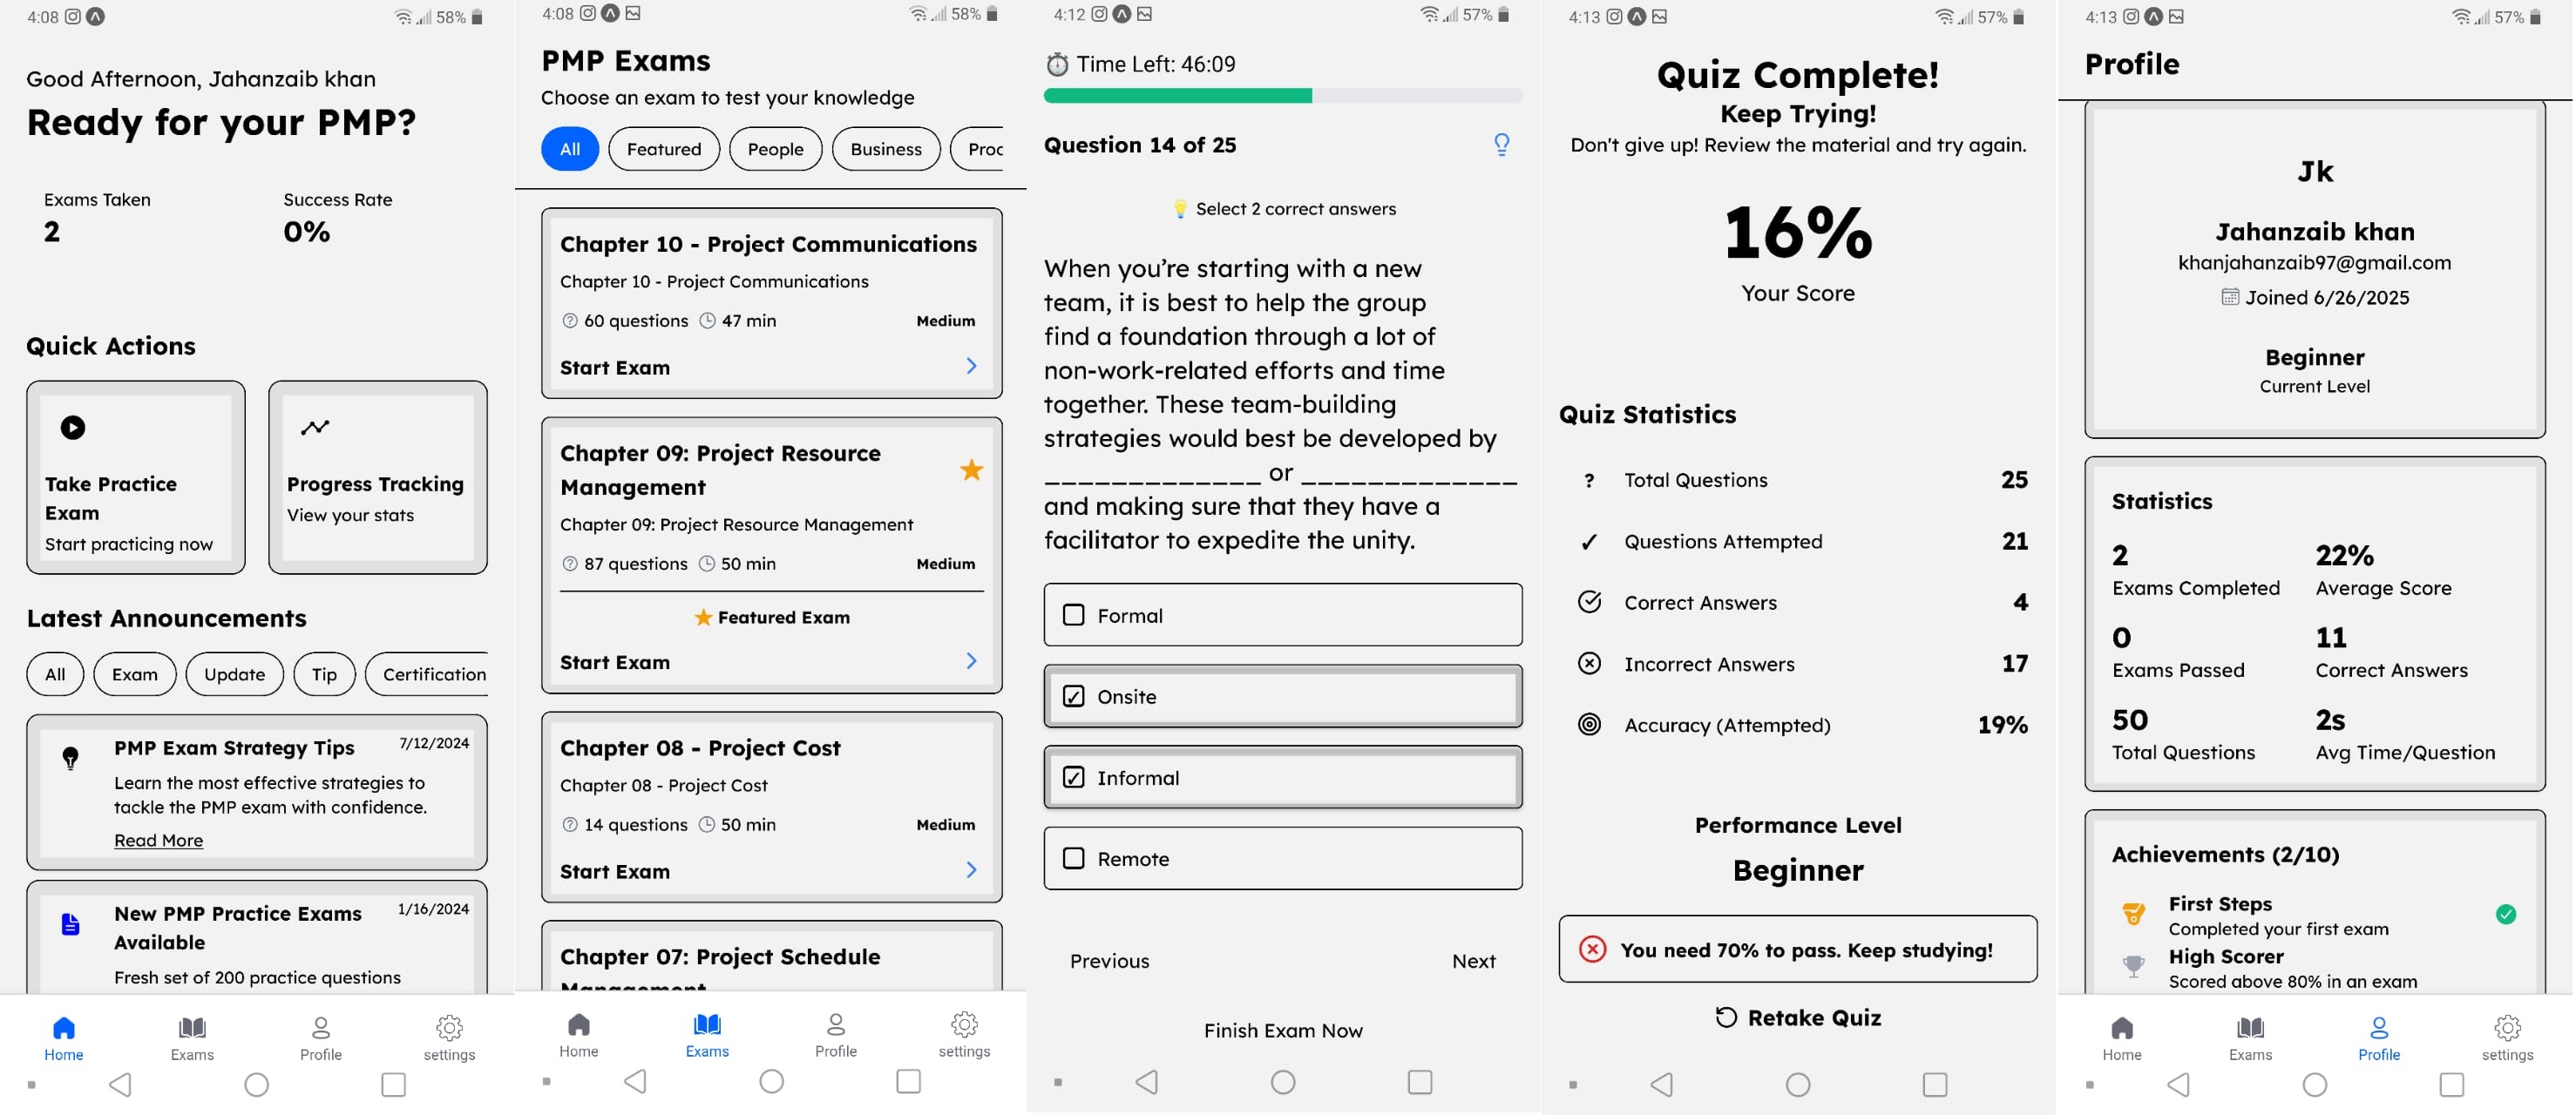 4:08 58%
Good Afternoon, Jahanzaib khan
Ready for your PMP?
Exams Taken Success Rate
2 0%
Quick Actions
Take Practice
Exam
Start practicing now
Progress Tracking
View your stats
Latest Announcements
All Exam Update Tip Certification
PMP Exam Strategy Tips 7/12/2024
Learn the most effective strategies to
tackle the PMP exam with confidence.
Read More
New PMP Practice Exams 1/16/2024
Available
Fresh set of 200 practice questions
Home Exams Profile settings
4:08 58%
PMP Exams
Choose an exam to test your knowledge
All Featured People Business Proc
Chapter 10 - Project Communications
Chapter 10 - Project Communications
60 questions 47 min Medium
Start Exam
Chapter 09: Project Resource
Management
Chapter 09: Project Resource Management
87 questions 50 min Medium
Featured Exam
Start Exam
Chapter 08 - Project Cost
Chapter 08 - Project Cost
14 questions 50 min Medium
Start Exam
Chapter 07: Project Schedule
Management
Home Exams Profile settings
4:12 57%
Time Left: 46:09
Question 14 of 25
Select 2 correct answers
When you’re starting with a new
team, it is best to help the group
find a foundation through a lot of
non-work-related efforts and time
together. These team-building
strategies would best be developed by
_____________ or _____________
and making sure that they have a
facilitator to expedite the unity.
Formal
Onsite
Informal
Remote
Previous Next
Finish Exam Now
4:13 57%
Quiz Complete!
Keep Trying!
Don't give up! Review the material and try again.
16%
Your Score
Quiz Statistics
? Total Questions 25
Questions Attempted 21
Correct Answers 4
Incorrect Answers 17
Accuracy (Attempted) 19%
Performance Level
Beginner
You need 70% to pass. Keep studying!
Retake Quiz
4:13 57%
Profile
Jk
Jahanzaib khan
khanjahanzaib97@gmail.com
Joined 6/26/2025
Beginner
Current Level
Statistics
2 22%
Exams Completed Average Score
0 11
Exams Passed Correct Answers
50 2s
Total Questions Avg Time/Question
Achievements (2/10)
First Steps
Completed your first exam
High Scorer
Scored above 80% in an exam
Home Exams Profile settings